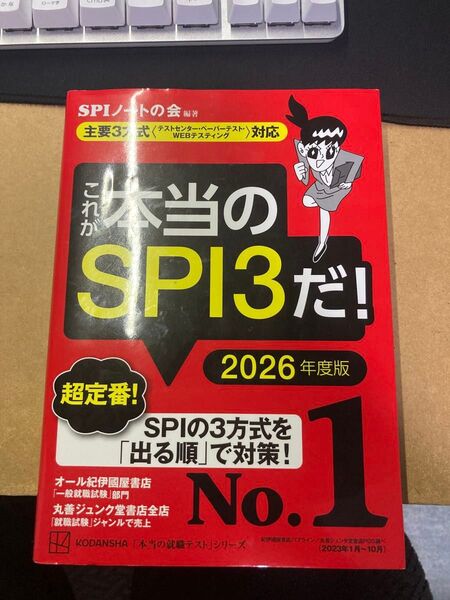 SPIノートの会 編著
主要3方式〈テストセンター・ペーパーテスト・WEBテスティング〉対応
これが
本当の
SPI3だ!
2026年度版
超定番!
SPIの3方式を
「出る順」で対策!
オール紀伊國屋書店
「一般就職試験」部門
丸善ジュンク堂書店全店
「就職試験」ジャンルで売上
No.1
KODANSHA 「本当の就職テスト」シリーズ
[2023年1月~10月]